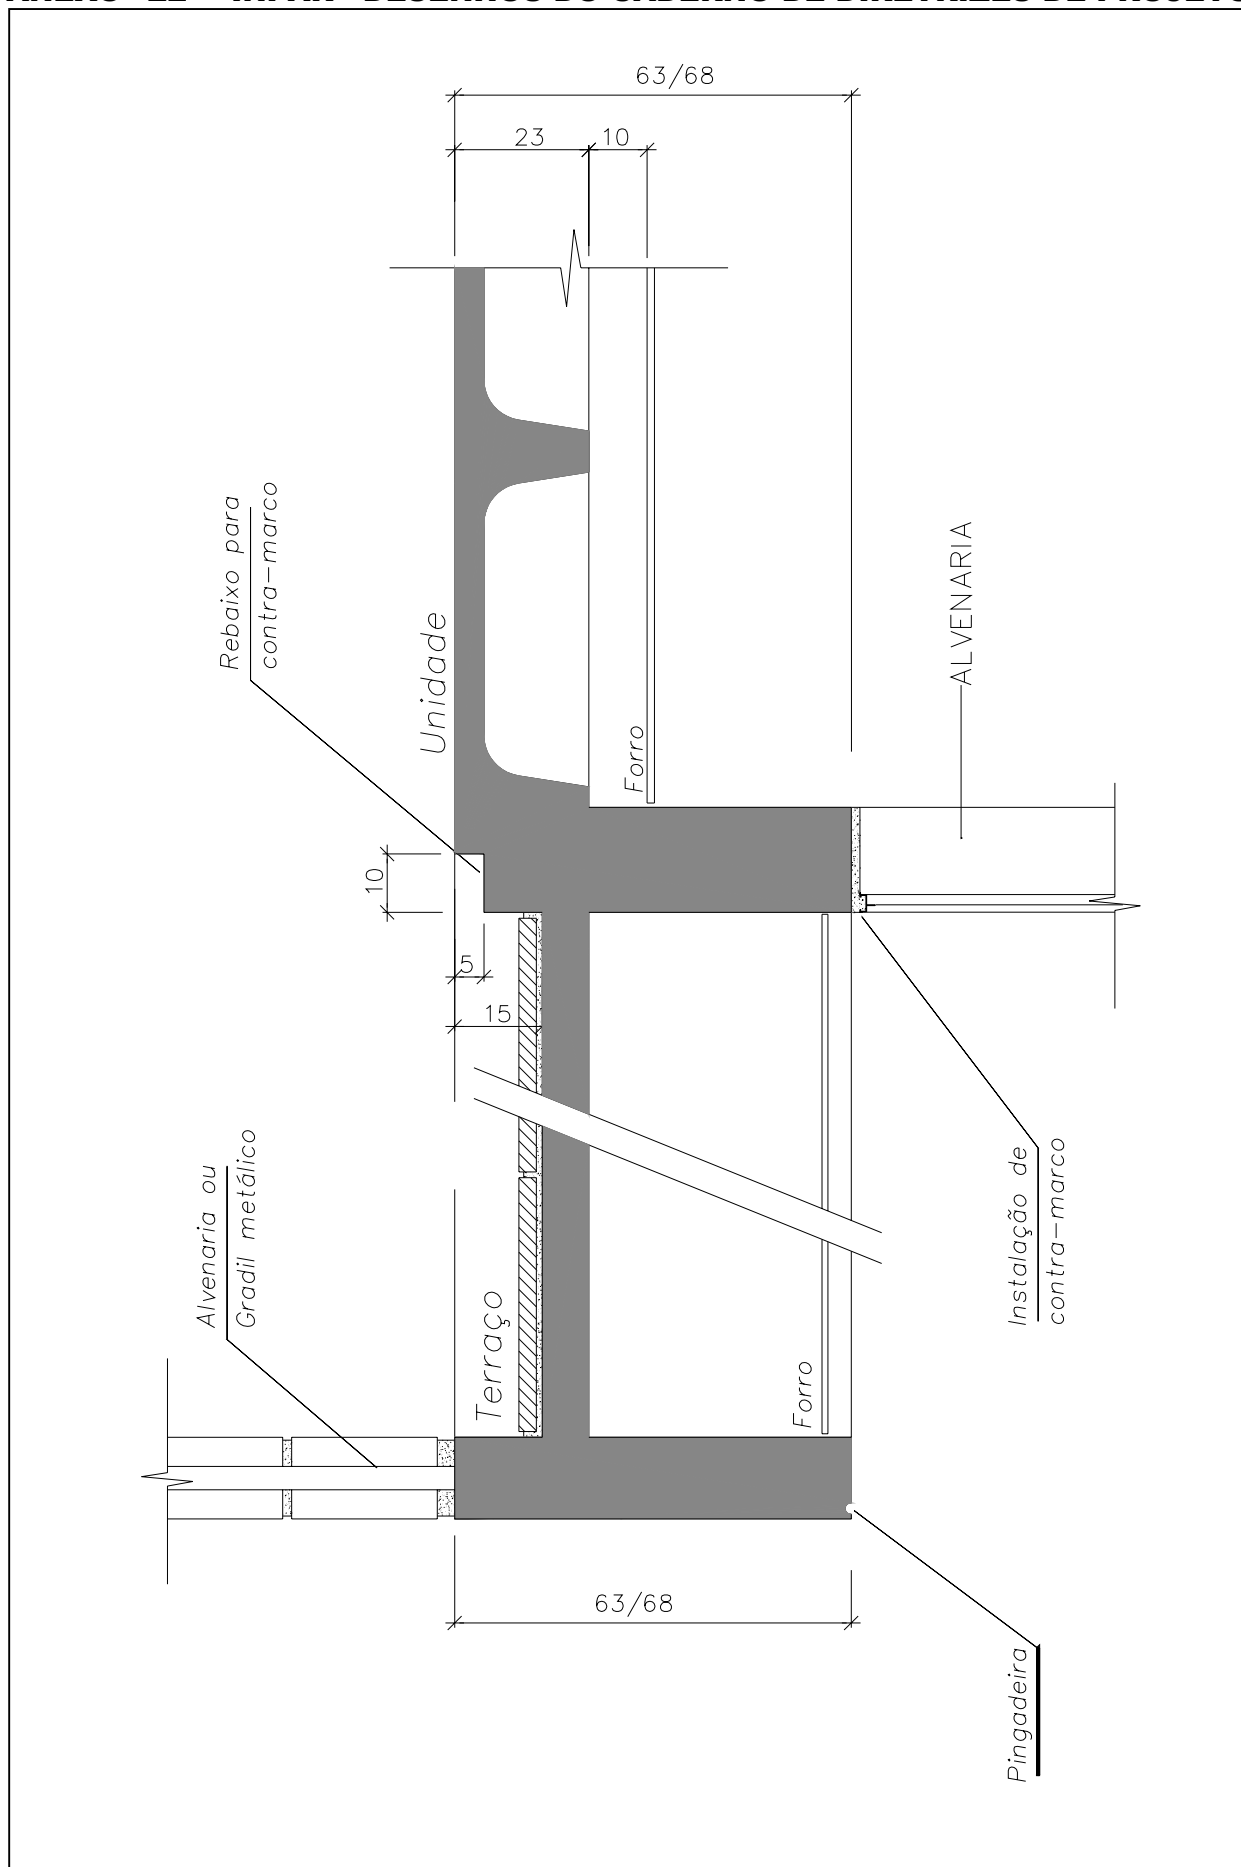 63/68
23
10
Rebaixo para
contra-marco
Unidade
Forro
ALVENARIA
10
5
15
Alvenaria ou
Gradil metálico
Terraço
Forro
Instalação de
contra-marco
63/68
Pingadeira